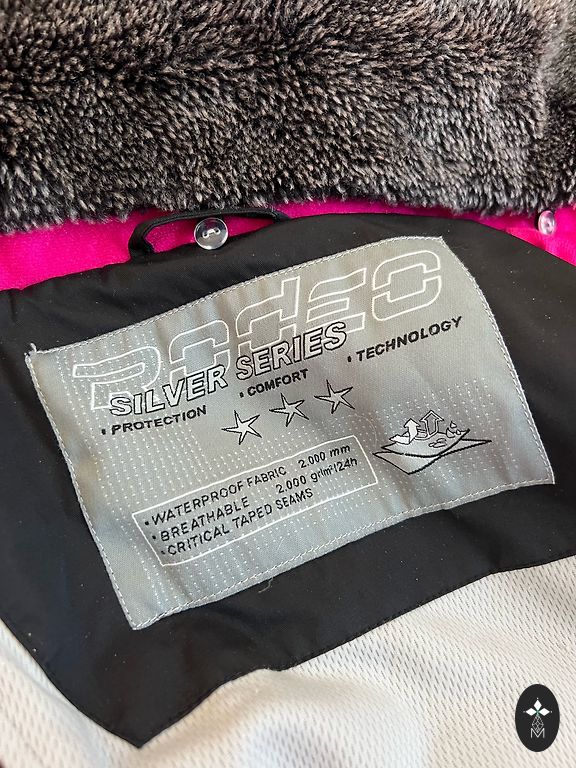 RODEO
SILVER SERIES
• PROTECTION • COMFORT • TECHNOLOGY
• WATERPROOF FABRIC 2.000 mm
• BREATHABLE 2.000 gr/m²/24h
• CRITICAL TAPED SEAMS
M